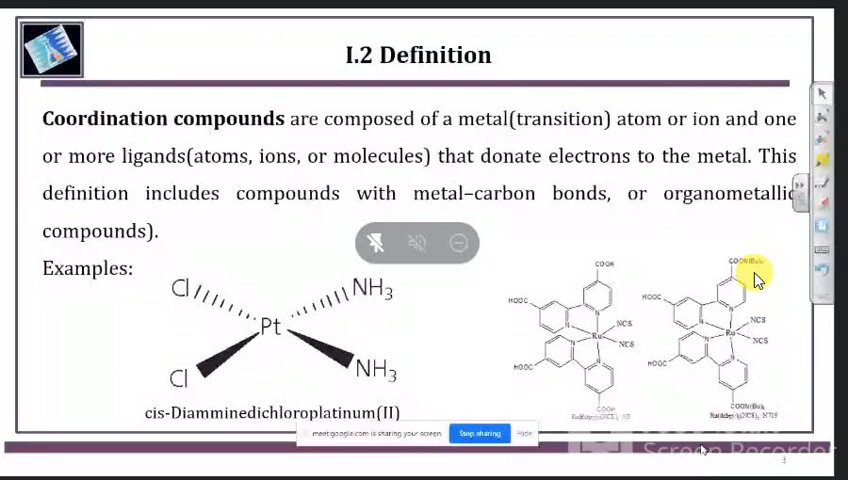 I.2 Definition
Coordination compounds are composed of a metal(transition) atom or ion and one
or more ligands(atoms, ions, or molecules) that donate electrons to the metal. This
definition includes compounds with metal–carbon bonds, or organometallic
compounds).
Examples:
Cl NH3
Pt
Cl NH3
cis-Diamminedichloroplatinum(II)
COOH
HOOC
N
N
NCS
Ru
NCS
N
N
HOOC
COOH
HOOC
N
N
NCS
Ru
NCS
N
N
HOOC
meet.google.com is sharing your screen. Stop sharing Hide
Screen Recorder
3